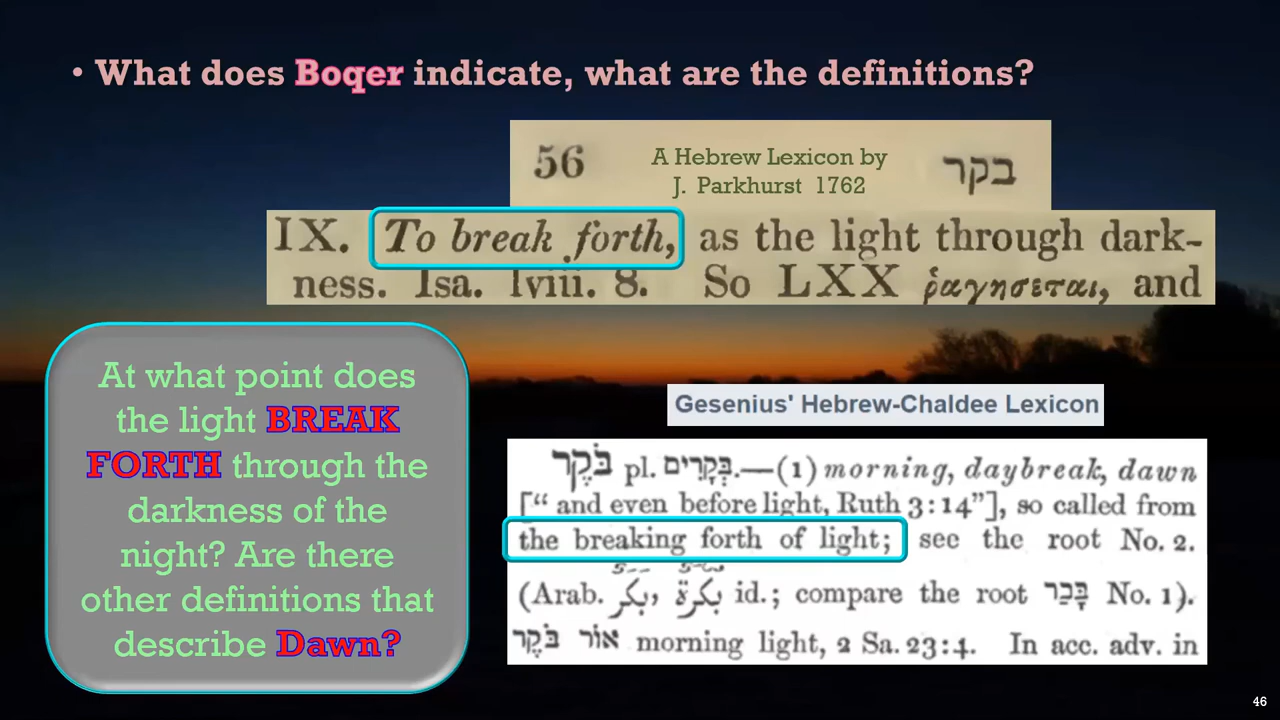 • What does Boqer indicate, what are the definitions?
56 A Hebrew Lexicon by בקר
J. Parkhurst 1762
IX. To break forth, as the light through dark-
ness. Isa. lviii. 8. So LXX ῥαγησεται, and
At what point does
the light BREAK
FORTH through the
darkness of the
night? Are there
other definitions that
describe Dawn?
Gesenius' Hebrew-Chaldee Lexicon
בֹּקֶר pl. בְּקָרִים.—(1) morning, daybreak, dawn
[“ and even before light, Ruth 3:14”], so called from
the breaking forth of light; see the root No. 2.
(Arab. بكر, بكرة id.; compare the root בָּכַר No. 1).
אוֹר בֹּקֶר morning light, 2 Sa. 23:4. In acc. adv. in
46